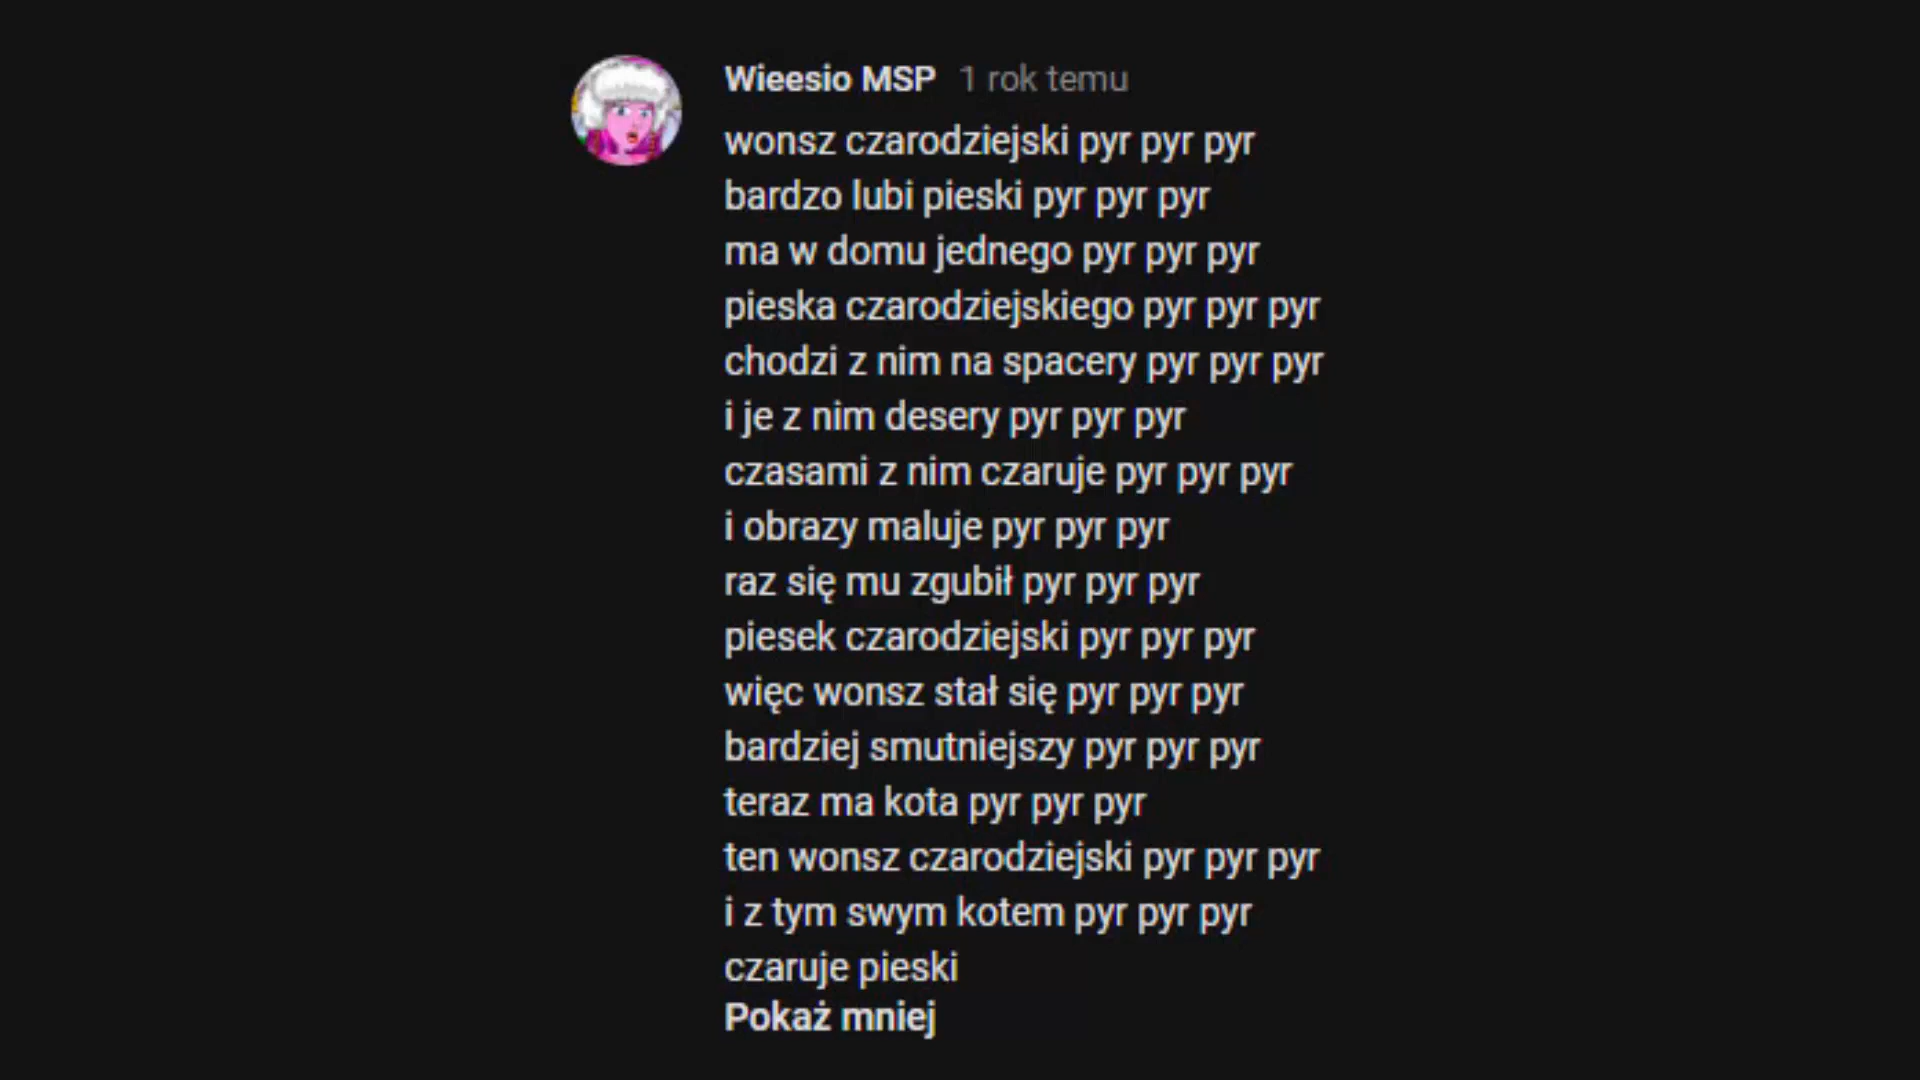 Wieesio MSP 1 rok temu
wonsz czarodziejski pyr pyr pyr
bardzo lubi pieski pyr pyr pyr
ma w domu jednego pyr pyr pyr
pieska czarodziejskiego pyr pyr pyr
chodzi z nim na spacery pyr pyr pyr
i je z nim desery pyr pyr pyr
czasami z nim czaruje pyr pyr pyr
i obrazy maluje pyr pyr pyr
raz się mu zgubił pyr pyr pyr
piesek czarodziejski pyr pyr pyr
więc wonsz stał się pyr pyr pyr
bardziej smutniejszy pyr pyr pyr
teraz ma kota pyr pyr pyr
ten wonsz czarodziejski pyr pyr pyr
i z tym swym kotem pyr pyr pyr
czaruje pieski
Pokaż mniej